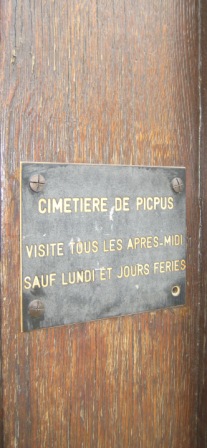 CIMETIERE DE PICPUS
VISITE TOUS LES APRES-MIDI
SAUF LUNDI ET JOURS FERIES